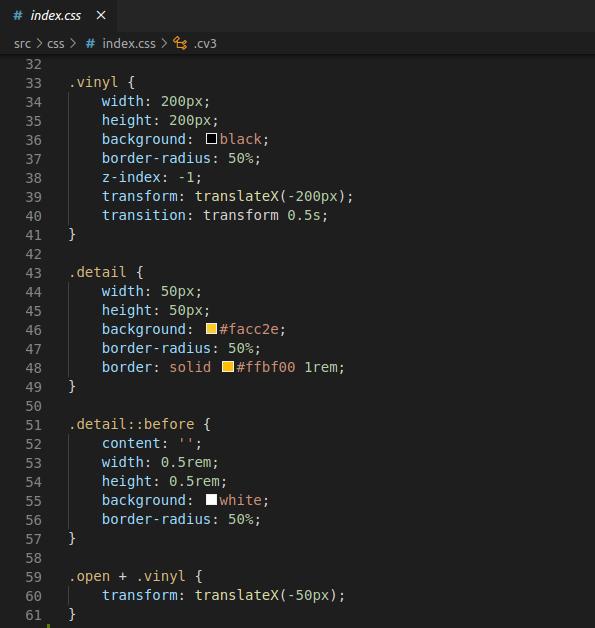 # index.css ×
src > css > # index.css > .cv3
32
33 .vinyl {
34     width: 200px;
35     height: 200px;
36     background: black;
37     border-radius: 50%;
38     z-index: -1;
39     transform: translateX(-200px);
40     transition: transform 0.5s;
41 }
42
43 .detail {
44     width: 50px;
45     height: 50px;
46     background: #facc2e;
47     border-radius: 50%;
48     border: solid #ffbf00 1rem;
49 }
50
51 .detail::before {
52     content: '';
53     width: 0.5rem;
54     height: 0.5rem;
55     background: white;
56     border-radius: 50%;
57 }
58
59 .open + .vinyl {
60     transform: translateX(-50px);
61 }